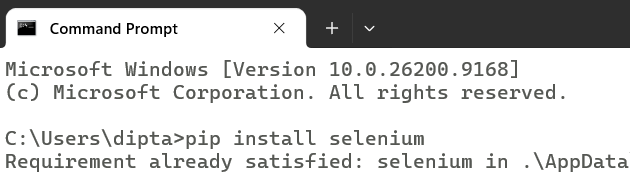 Command Prompt
Microsoft Windows [Version 10.0.26200.9168]
(c) Microsoft Corporation. All rights reserved.
C:\Users\dipta>pip install selenium
Requirement already satisfied: selenium in .\AppData